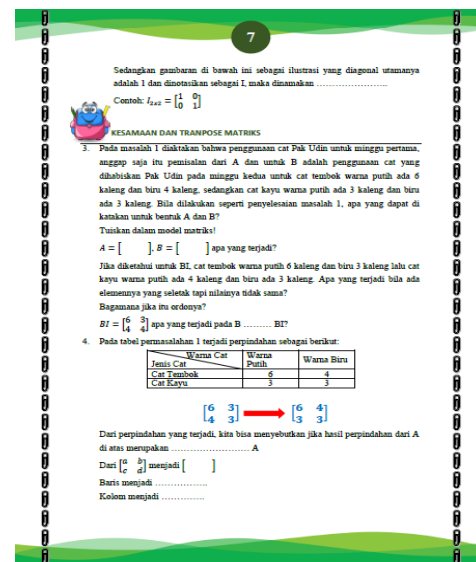 7
Sedangkan gambaran di bawah ini sebagai ilustrasi yang diagonal utamanya
adalah 1 dan dinotasikan sebagai I, maka dinamakan ........................
Contoh: I₂ₓ₂ = [1 0
0 1]
KESAMAAN DAN TRANPOSE MATRIKS
3. Pada masalah 1 diaktakan bahwa penggunaan cat Pak Udin untuk minggu pertama,
anggap saja itu pemisalan dari A dan untuk B adalah penggunaan cat yang
dihabiskan Pak Udin pada minggu kedua untuk cat tembok warna putih ada 6
kaleng dan biru 4 kaleng, sedangkan cat kayu warna putih ada 3 kaleng dan biru
ada 3 kaleng. Bila dilakukan seperti penyelesaian masalah 1, apa yang dapat di
katakan untuk bentuk A dan B?
Tuiskan dalam model matriks!
A = [ ], B = [ ] apa yang terjadi?
Jika diketahui untuk BI, cat tembok warna putih 6 kaleng dan biru 3 kaleng lalu cat
kayu warna putih ada 4 kaleng dan biru ada 3 kaleng. Apa yang terjadi bila ada
elemennya yang seletak tapi nilainya tidak sama?
Bagamana jika itu ordonya?
BI = [6 3
4 4] apa yang terjadi pada B ......... BI?
4. Pada tabel permasalahan 1 terjadi perpindahan sebagai berikut:
Warna Cat
Jenis Cat
Warna Putih
Warna Biru
Cat Tembok 6 4
Cat Kayu 3 3
[6 3
4 3]
[6 4
3 3]
Dari perpindahan yang terjadi, kita bisa menyebutkan jika hasil perpindahan dari A
di atas merupakan .......................... A
Dari [a b
c d] menjadi [ ]
Baris menjadi ..................
Kolom menjadi ..............